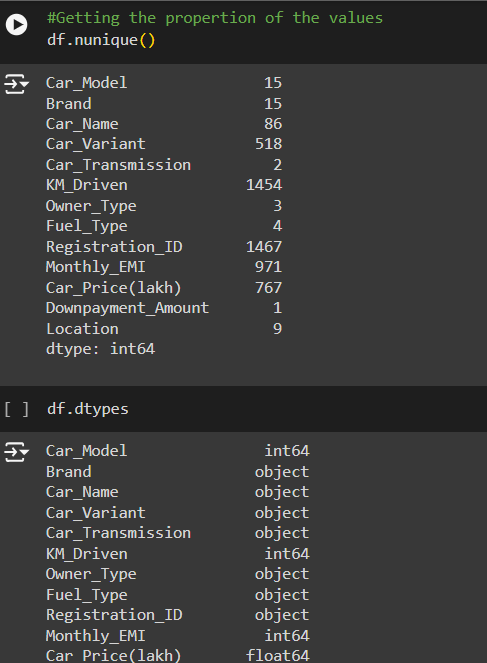 #Getting the propertion of the values
df.nunique()
Car_Model 15
Brand 15
Car_Name 86
Car_Variant 518
Car_Transmission 2
KM_Driven 1454
Owner_Type 3
Fuel_Type 4
Registration_ID 1467
Monthly_EMI 971
Car_Price(lakh) 767
Downpayment_Amount 1
Location 9
dtype: int64
[ ] df.dtypes
Car_Model int64
Brand object
Car_Name object
Car_Variant object
Car_Transmission object
KM_Driven int64
Owner_Type object
Fuel_Type object
Registration_ID object
Monthly_EMI int64
Car_Price(lakh) float64